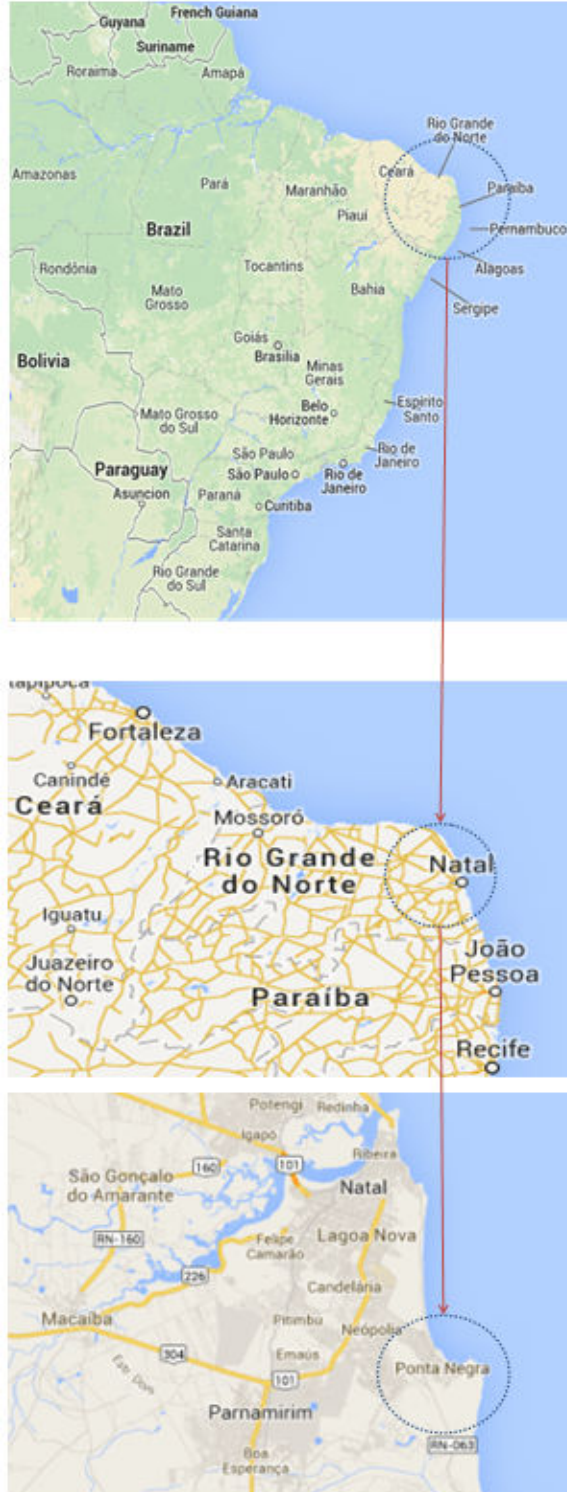 French Guiana
Guyana
Suriname
Roraima
Amapá
Rio Grande
do Norte
Ceará
Amazonas
Pará
Maranhão
Paraíba
Piauí
Brazil
Pernambuco
Rondônia
Tocantins
Alagoas
Mato
Grosso
Bahia
Sergipe
Goiás
Brasilia
Bolivia
Minas
Gerais
Mato Grosso
do Sul
Belo
Horizonte
Espírito
Santo
São Paulo
Rio de
Janeiro
Paraguay
São Paulo
Rio de
Janeiro
Asuncion
Paraná
Curitiba
Santa
Catarina
Rio Grande
do Sul
tapipoca
Fortaleza
Canindé
Aracati
Ceará
Mossoró
Rio Grande
do Norte
Natal
Iguatu
João
Pessoa
Juazeiro
do Norte
Paraíba
Recife
Potengi
Redinha
Igapó
Ribeira
160
101
São Gonçalo
do Amarante
Natal
RN-160
Felipe
Camarão
Lagoa Nova
226
Candelária
Macaíba
Pitimbú
Neópolis
304
Emaús
Ponta Negra
Estr. Dom
101
Parnamirim
RN-063
Boa
Esperança